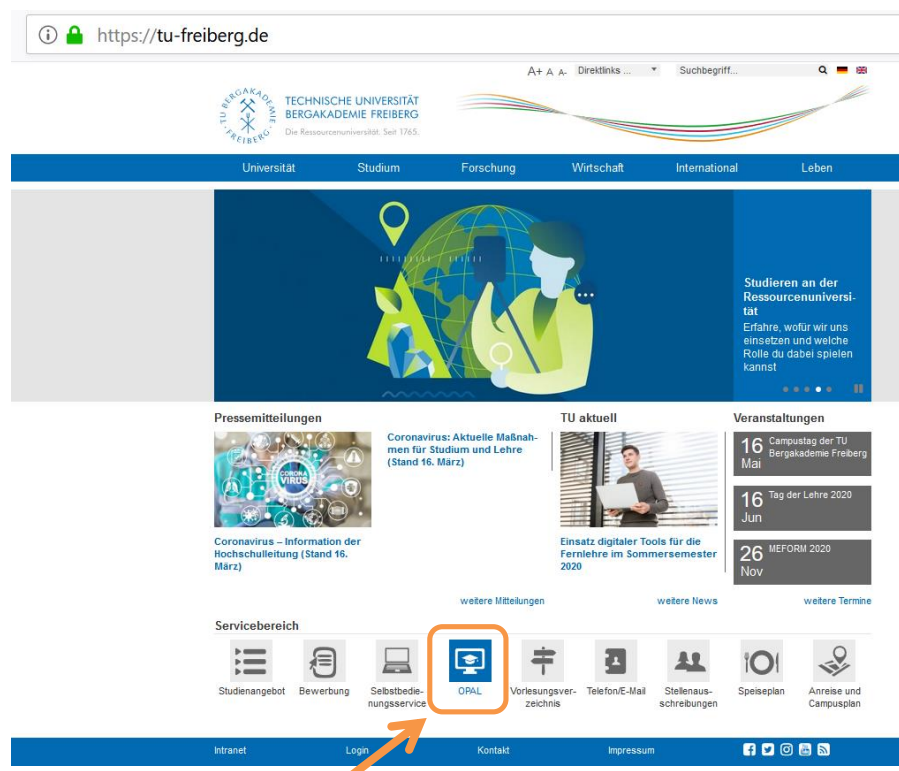 https://tu-freiberg.de
A+ A A- Direktlinks ... Suchbegriff...
TU BERGAKADEMIE FREIBERG
TECHNISCHE UNIVERSITÄT
BERGAKADEMIE FREIBERG
Die Ressourcenuniversität. Seit 1765.
Universität Studium Forschung Wirtschaft International Leben
Studieren an der
Ressourcenuniversi-
tät
Erfahre, wofür wir uns
einsetzen und welche
Rolle du dabei spielen
kannst
Pressemitteilungen
CORONA
VIRUS
Coronavirus – Information der
Hochschulleitung (Stand 16.
März)
Coronavirus: Aktuelle Maßnah-
men für Studium und Lehre
(Stand 16. März)
weitere Mitteilungen
TU aktuell
Einsatz digitaler Tools für die
Fernlehre im Sommersemester
2020
weitere News
Veranstaltungen
16 Mai
Campustag der TU
Bergakademie Freiberg
16 Jun
Tag der Lehre 2020
26 Nov
MEFORM 2020
weitere Termine
Servicebereich
Studienangebot
Bewerbung
Selbstbedie-
nungsservice
OPAL
Vorlesungsver-
zeichnis
Telefon/E-Mail
Stellenaus-
schreibungen
Speiseplan
Anreise und
Campusplan
Intranet Login Kontakt Impressum